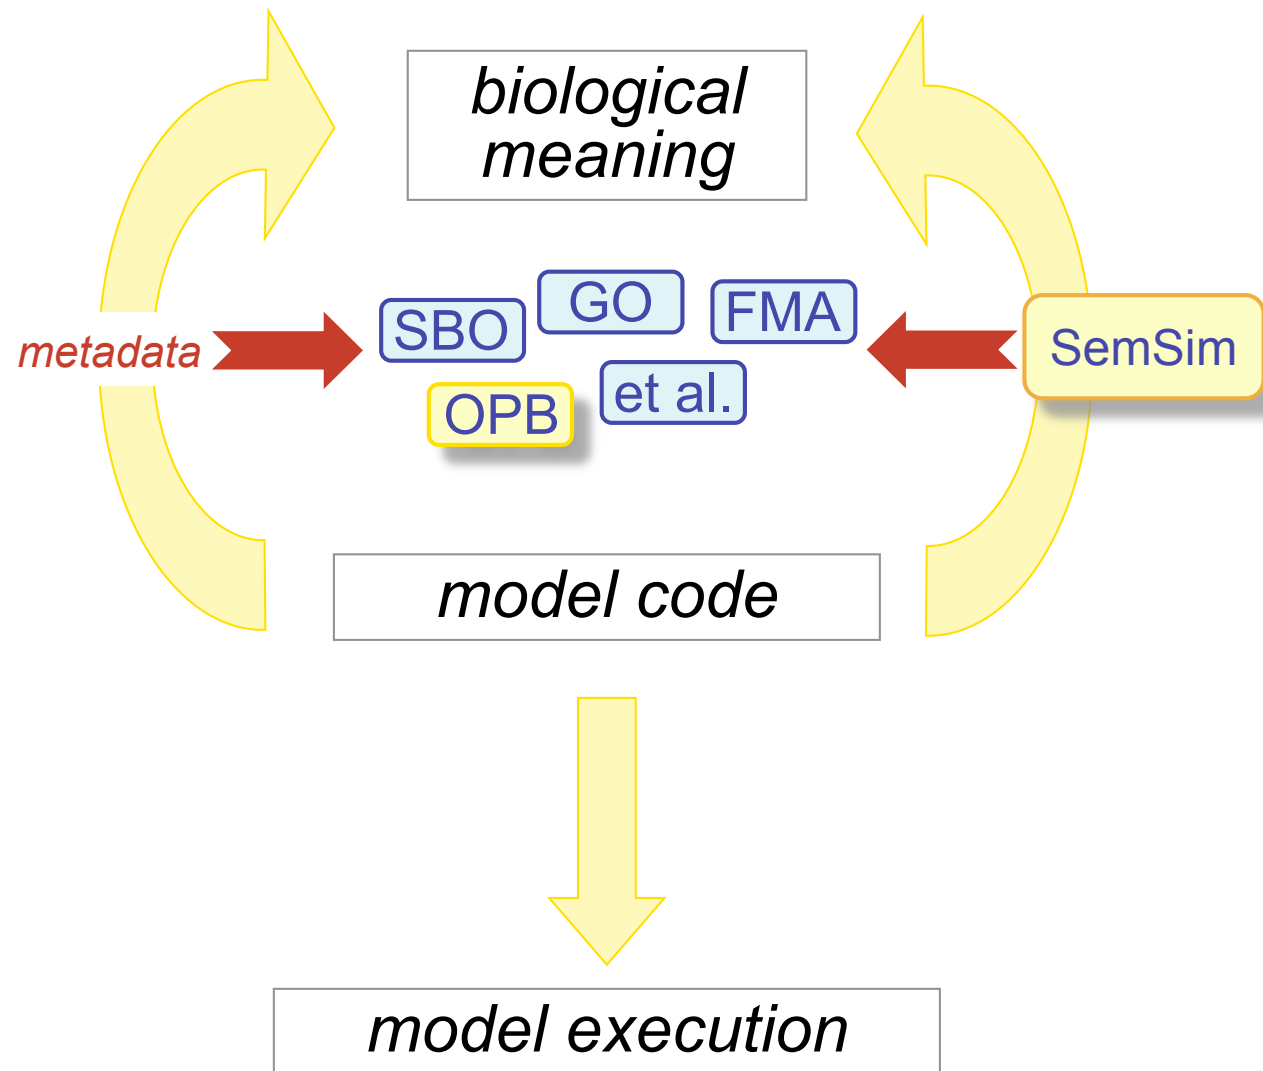 biological
meaning
GO
FMA
SBO
metadata
SemSim
et al.
OPB
model code
model execution